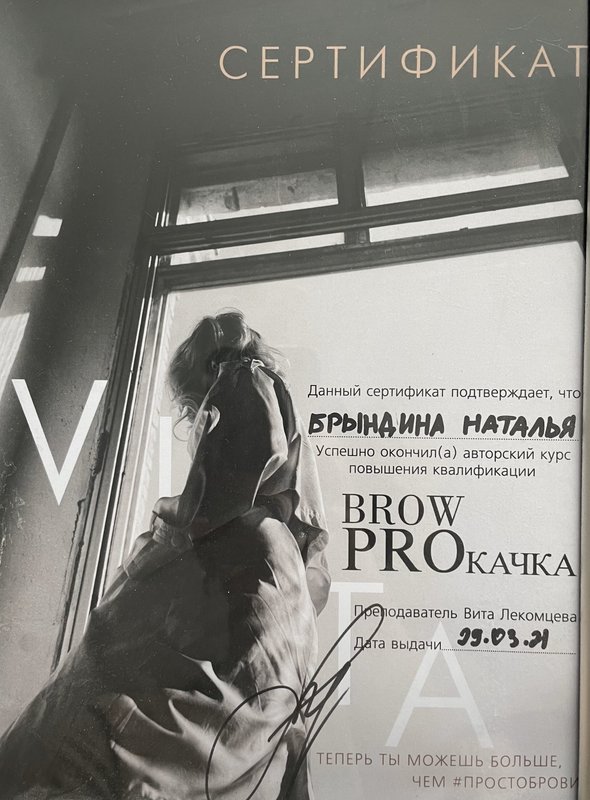 СЕРТИФИКАТ
Данный сертификат подтверждает, что
БРЫНДИНА НАТАЛЬЯ
Успешно окончил(а) авторский курс
повышения квалификации
VITA
BROW
PROКАЧКА
Преподаватель Вита Лекомцева
Дата выдачи 29.03.21
ТЕПЕРЬ ТЫ МОЖЕШЬ БОЛЬШЕ,
ЧЕМ #ПРОСТОБРОВИ